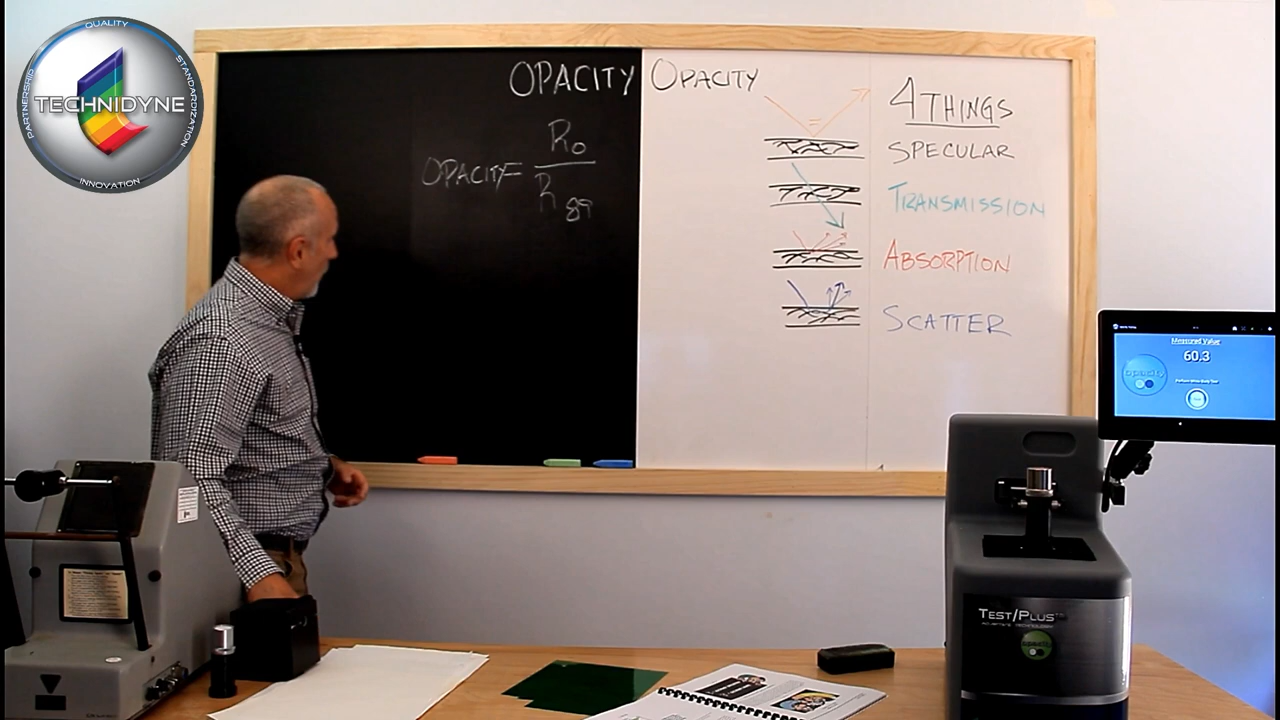 QUALITY
PARTNERSHIP
STANDARDIZATION
TECHNIDYNE
INNOVATION
OPACITY
OPACITY=
R0
R89
OPACITY
4 THINGS
SPECULAR
TRANSMISSION
ABSORPTION
SCATTER
=
Measured Value
60.3
opacity
TEST/PLUS